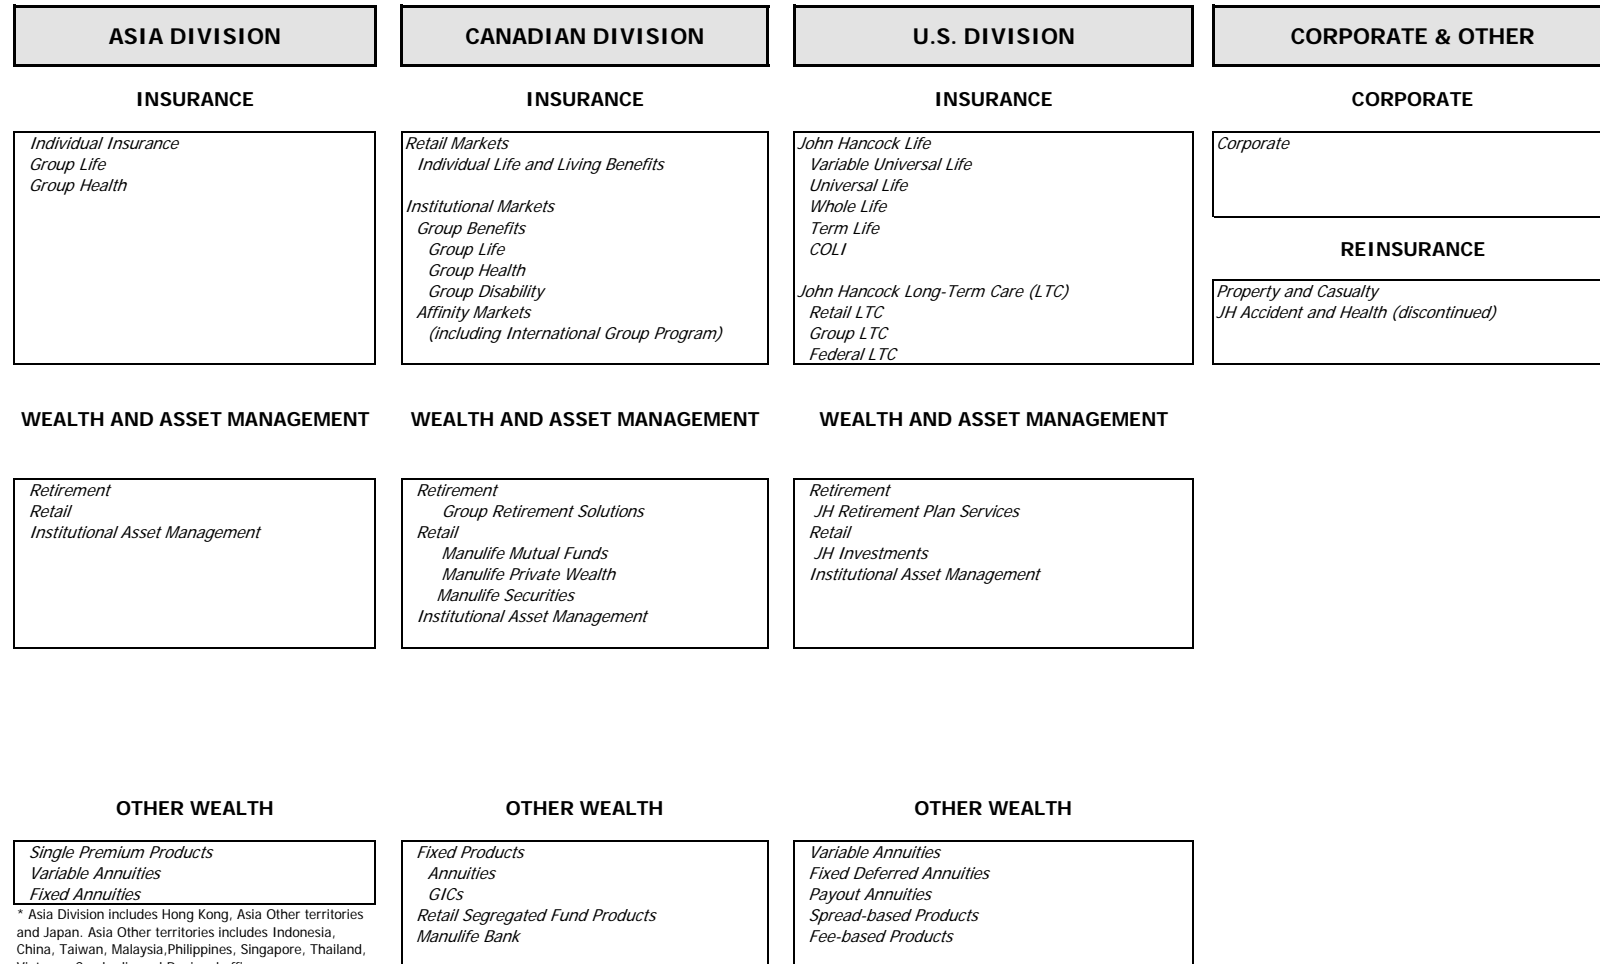 ASIA DIVISION
INSURANCE
Individual Insurance
Group Life
Group Health
WEALTH AND ASSET MANAGEMENT
Retirement
Retail
Institutional Asset Management
OTHER WEALTH
Single Premium Products
Variable Annuities
Fixed Annuities
* Asia Division includes Hong Kong, Asia Other territories
and Japan. Asia Other territories includes Indonesia,
China, Taiwan, Malaysia,Philippines, Singapore, Thailand,
CANADIAN DIVISION
INSURANCE
Retail Markets
Individual Life and Living Benefits
Institutional Markets
Group Benefits
Group Life
Group Health
Group Disability
Affinity Markets
(including International Group Program)
WEALTH AND ASSET MANAGEMENT
Retirement
Group Retirement Solutions
Retail
Manulife Mutual Funds
Manulife Private Wealth
Manulife Securities
Institutional Asset Management
OTHER WEALTH
Fixed Products
Annuities
GICs
Retail Segregated Fund Products
Manulife Bank
U.S. DIVISION
INSURANCE
John Hancock Life
Variable Universal Life
Universal Life
Whole Life
Term Life
COLI
John Hancock Long-Term Care (LTC)
Retail LTC
Group LTC
Federal LTC
WEALTH AND ASSET MANAGEMENT
Retirement
JH Retirement Plan Services
Retail
JH Investments
Institutional Asset Management
OTHER WEALTH
Variable Annuities
Fixed Deferred Annuities
Payout Annuities
Spread-based Products
Fee-based Products
CORPORATE & OTHER
CORPORATE
Corporate
REINSURANCE
Property and Casualty
JH Accident and Health (discontinued)